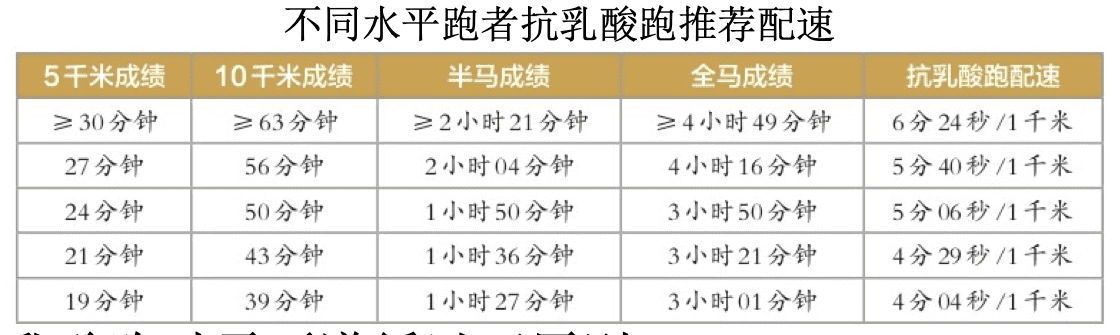 不同水平跑者抗乳酸跑推荐配速
5千米成绩 10千米成绩 半马成绩 全马成绩 抗乳酸跑配速
≥30分钟 ≥63分钟 ≥2小时21分钟 ≥4小时49分钟 6分24秒/1千米
27分钟 56分钟 2小时04分钟 4小时16分钟 5分40秒/1千米
24分钟 50分钟 1小时50分钟 3小时50分钟 5分06秒/1千米
21分钟 43分钟 1小时36分钟 3小时21分钟 4分29秒/1千米
19分钟 39分钟 1小时27分钟 3小时01分钟 4分04秒/1千米